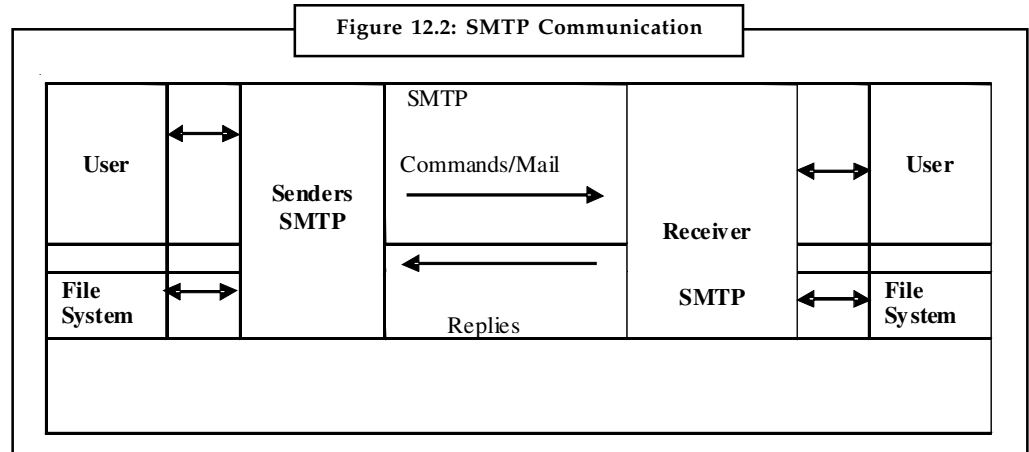 Figure 12.2: SMTP Communication
SMTP
User
Commands/Mail
User
Senders
SMTP
Receiver
File
System
SMTP
File
System
Replies